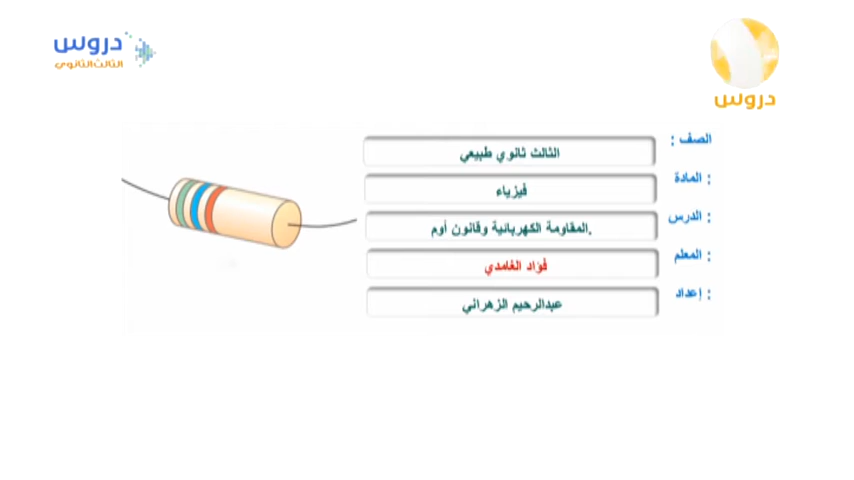 دروس
الثالث الثانوي
دروس
الصف :
الثالث ثانوي طبيعي
المادة :
فيزياء
الدرس :
المقاومة الكهربائية وقانون أوم.
المعلم :
فؤاد الغامدي
إعداد :
عبدالرحيم الزهراني